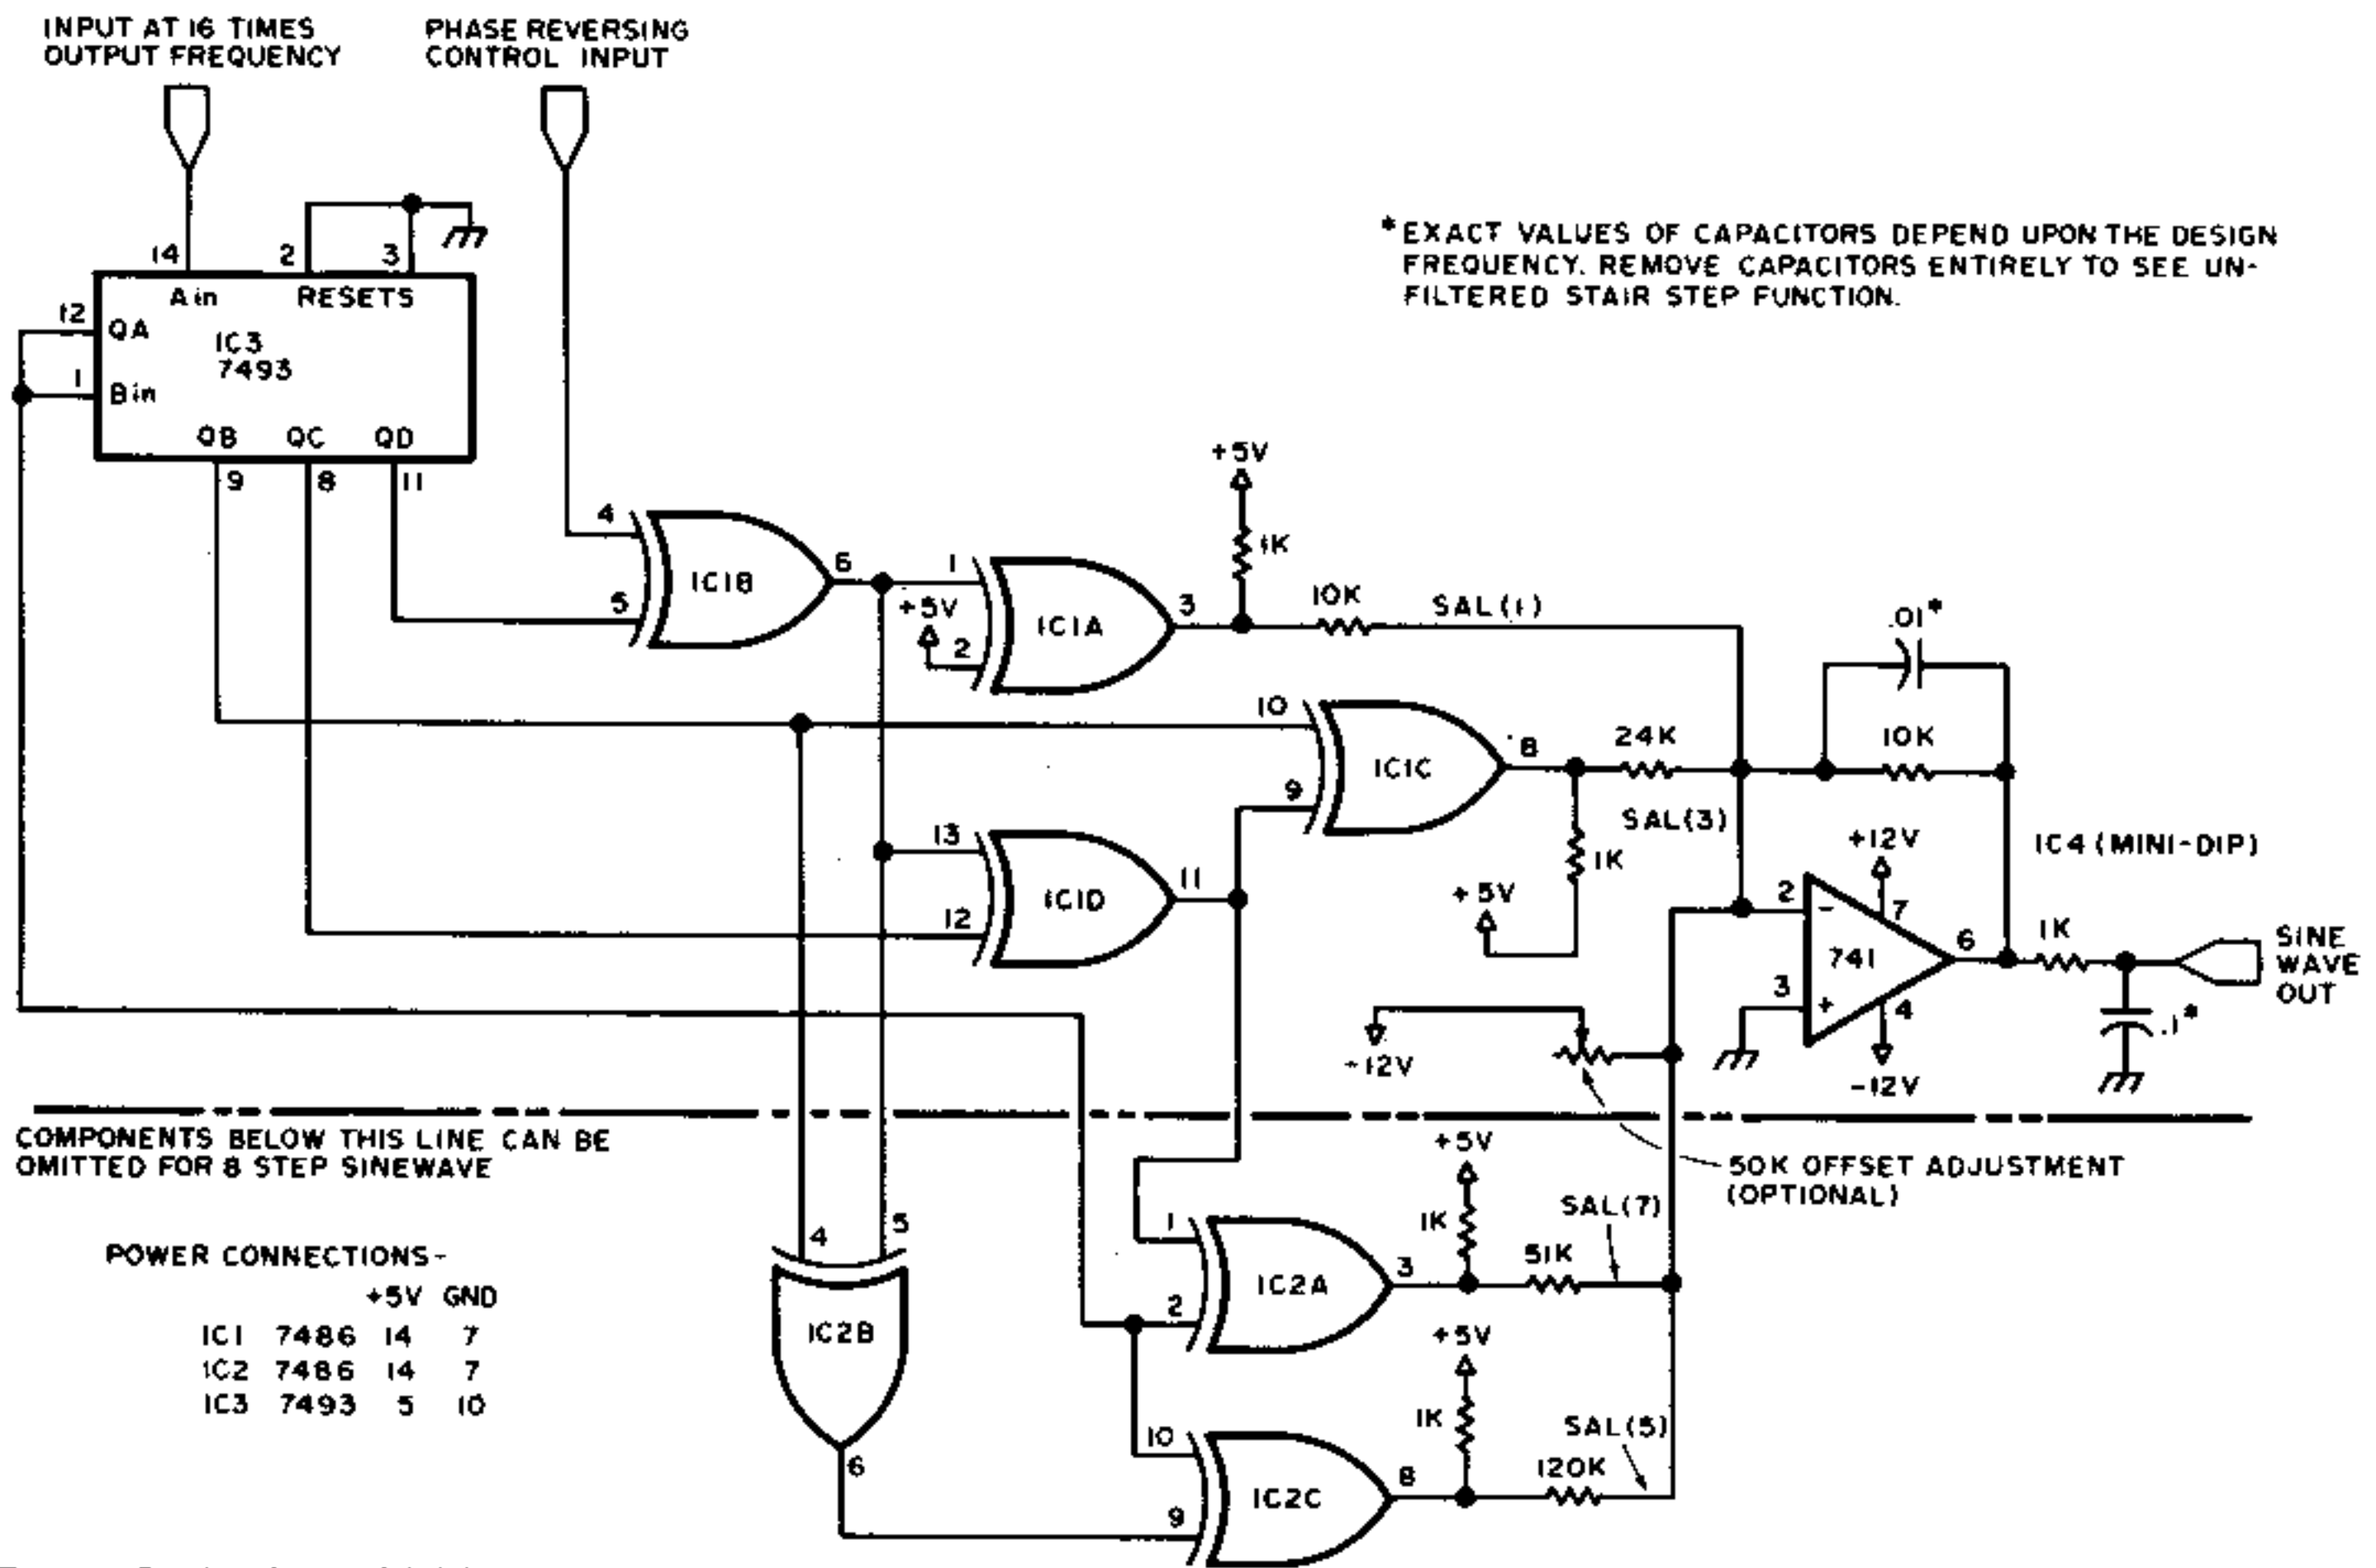 INPUT AT 16 TIMES
OUTPUT FREQUENCY
PHASE REVERSING
CONTROL INPUT
* EXACT VALUES OF CAPACITORS DEPEND UPON THE DESIGN
FREQUENCY. REMOVE CAPACITORS ENTIRELY TO SEE UN-
FILTERED STAIR STEP FUNCTION.
14
2
3
A in
RESETS
12
QA
IC3
7493
1
B in
QB
QC
QD
9
8
11
4
5
IC1B
6
+5V
1K
1
+5V
2
IC1A
3
10K
SAL(1)
.01*
10
9
IC1C
8
24K
10K
SAL(3)
1K
+5V
13
12
IC1D
11
+12V
IC4 (MINI-DIP)
2
-
7
741
6
1K
SINE
WAVE
OUT
3
+
4
-12V
.1*
-12V
COMPONENTS BELOW THIS LINE CAN BE
OMITTED FOR 8 STEP SINEWAVE
50K OFFSET ADJUSTMENT
(OPTIONAL)
POWER CONNECTIONS-
+5V GND
IC1 7486 14 7
IC2 7486 14 7
IC3 7493 5 10
4
5
IC2B
6
+5V
1K
SAL(7)
1
2
IC2A
3
51K
+5V
1K
SAL(5)
10
9
IC2C
8
120K